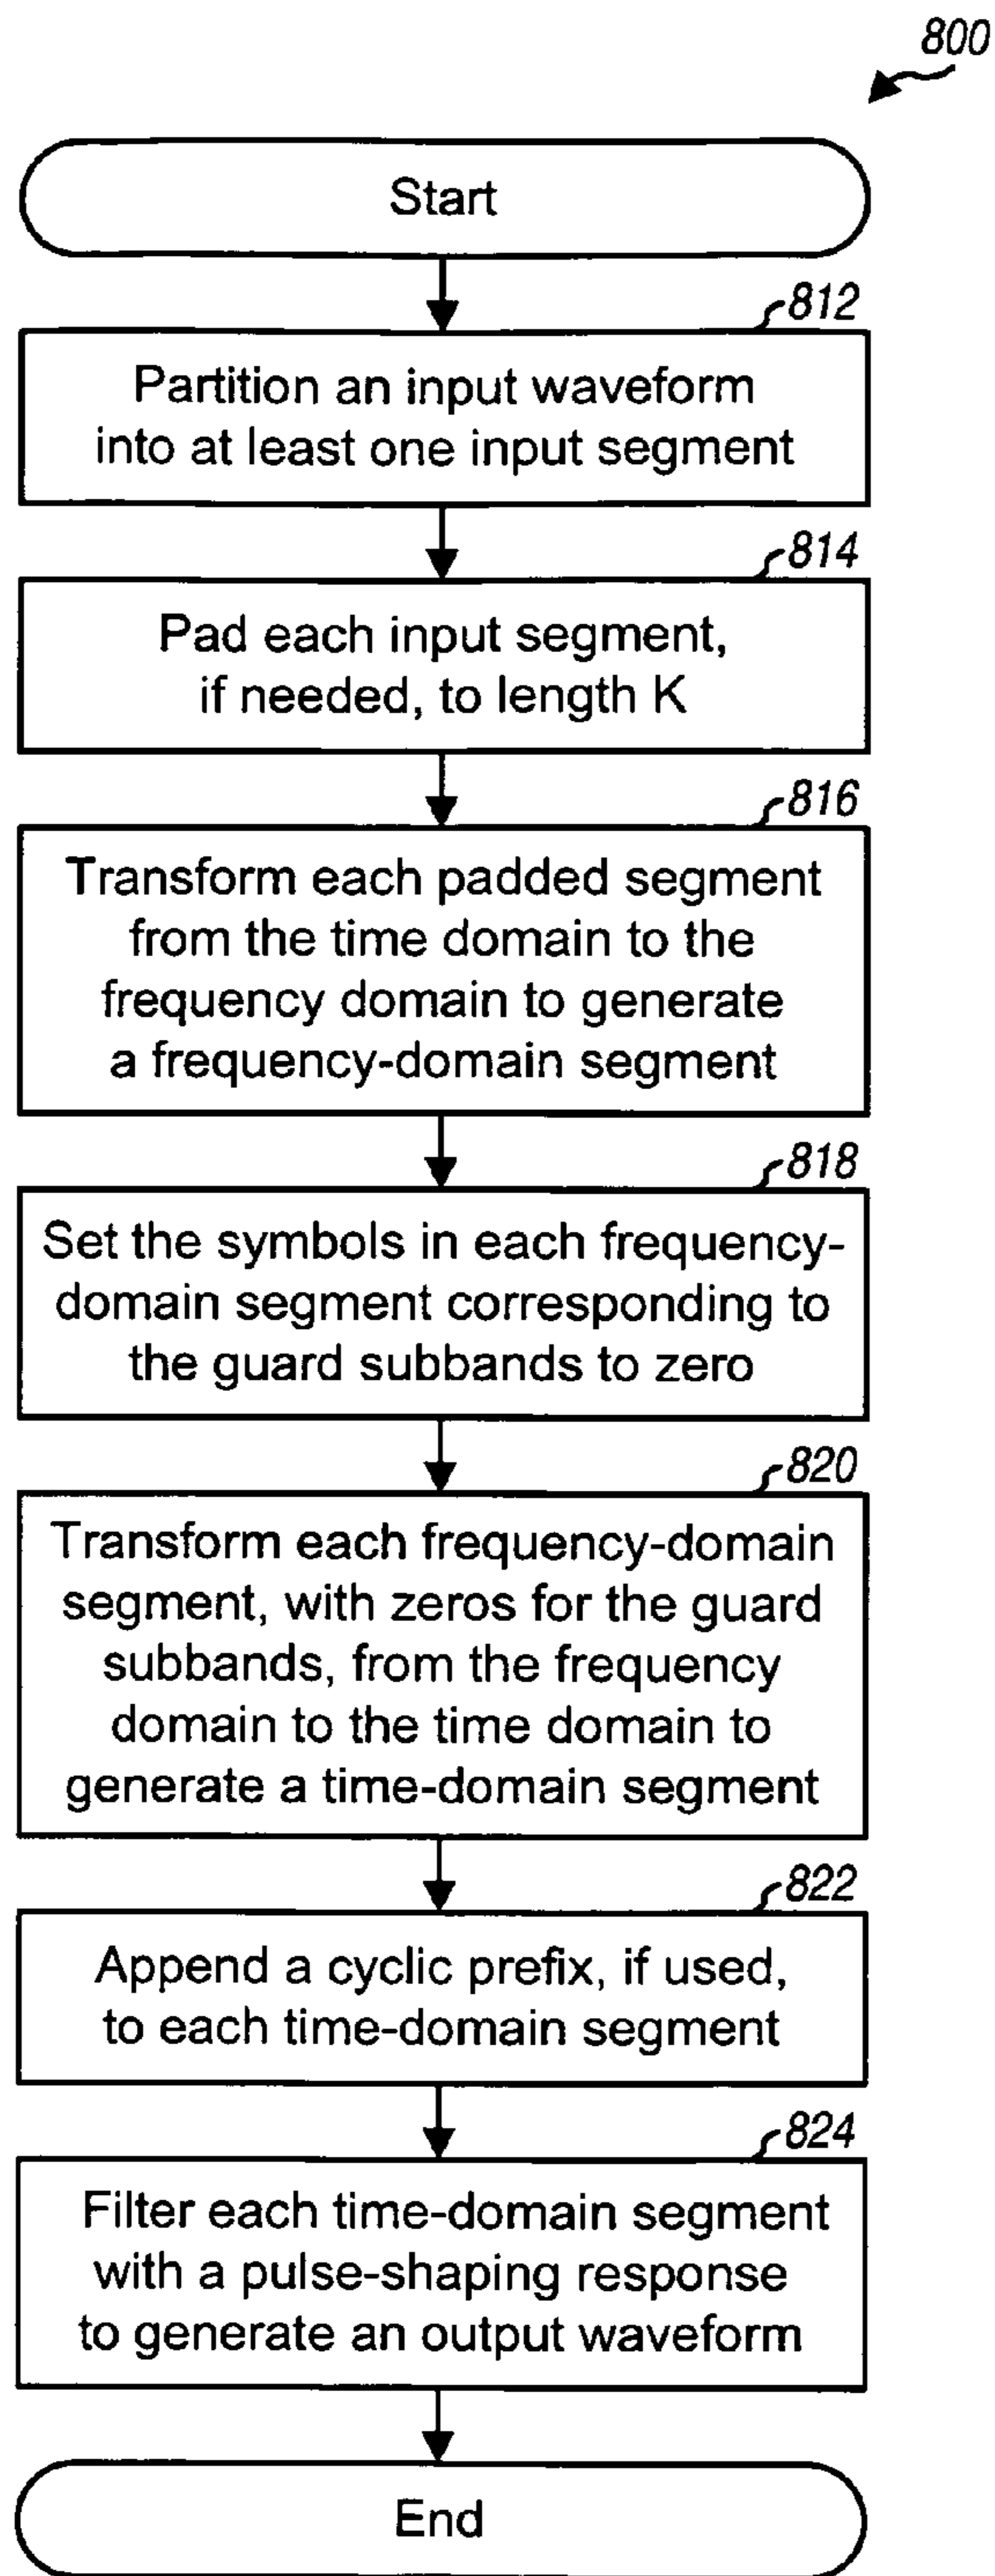 800
Start
812
Partition an input waveform
into at least one input segment
814
Pad each input segment,
if needed, to length K
816
Transform each padded segment
from the time domain to the
frequency domain to generate
a frequency-domain segment
818
Set the symbols in each frequency-
domain segment corresponding to
the guard subbands to zero
820
Transform each frequency-domain
segment, with zeros for the guard
subbands, from the frequency
domain to the time domain to
generate a time-domain segment
822
Append a cyclic prefix, if used,
to each time-domain segment
824
Filter each time-domain segment
with a pulse-shaping response
to generate an output waveform
End